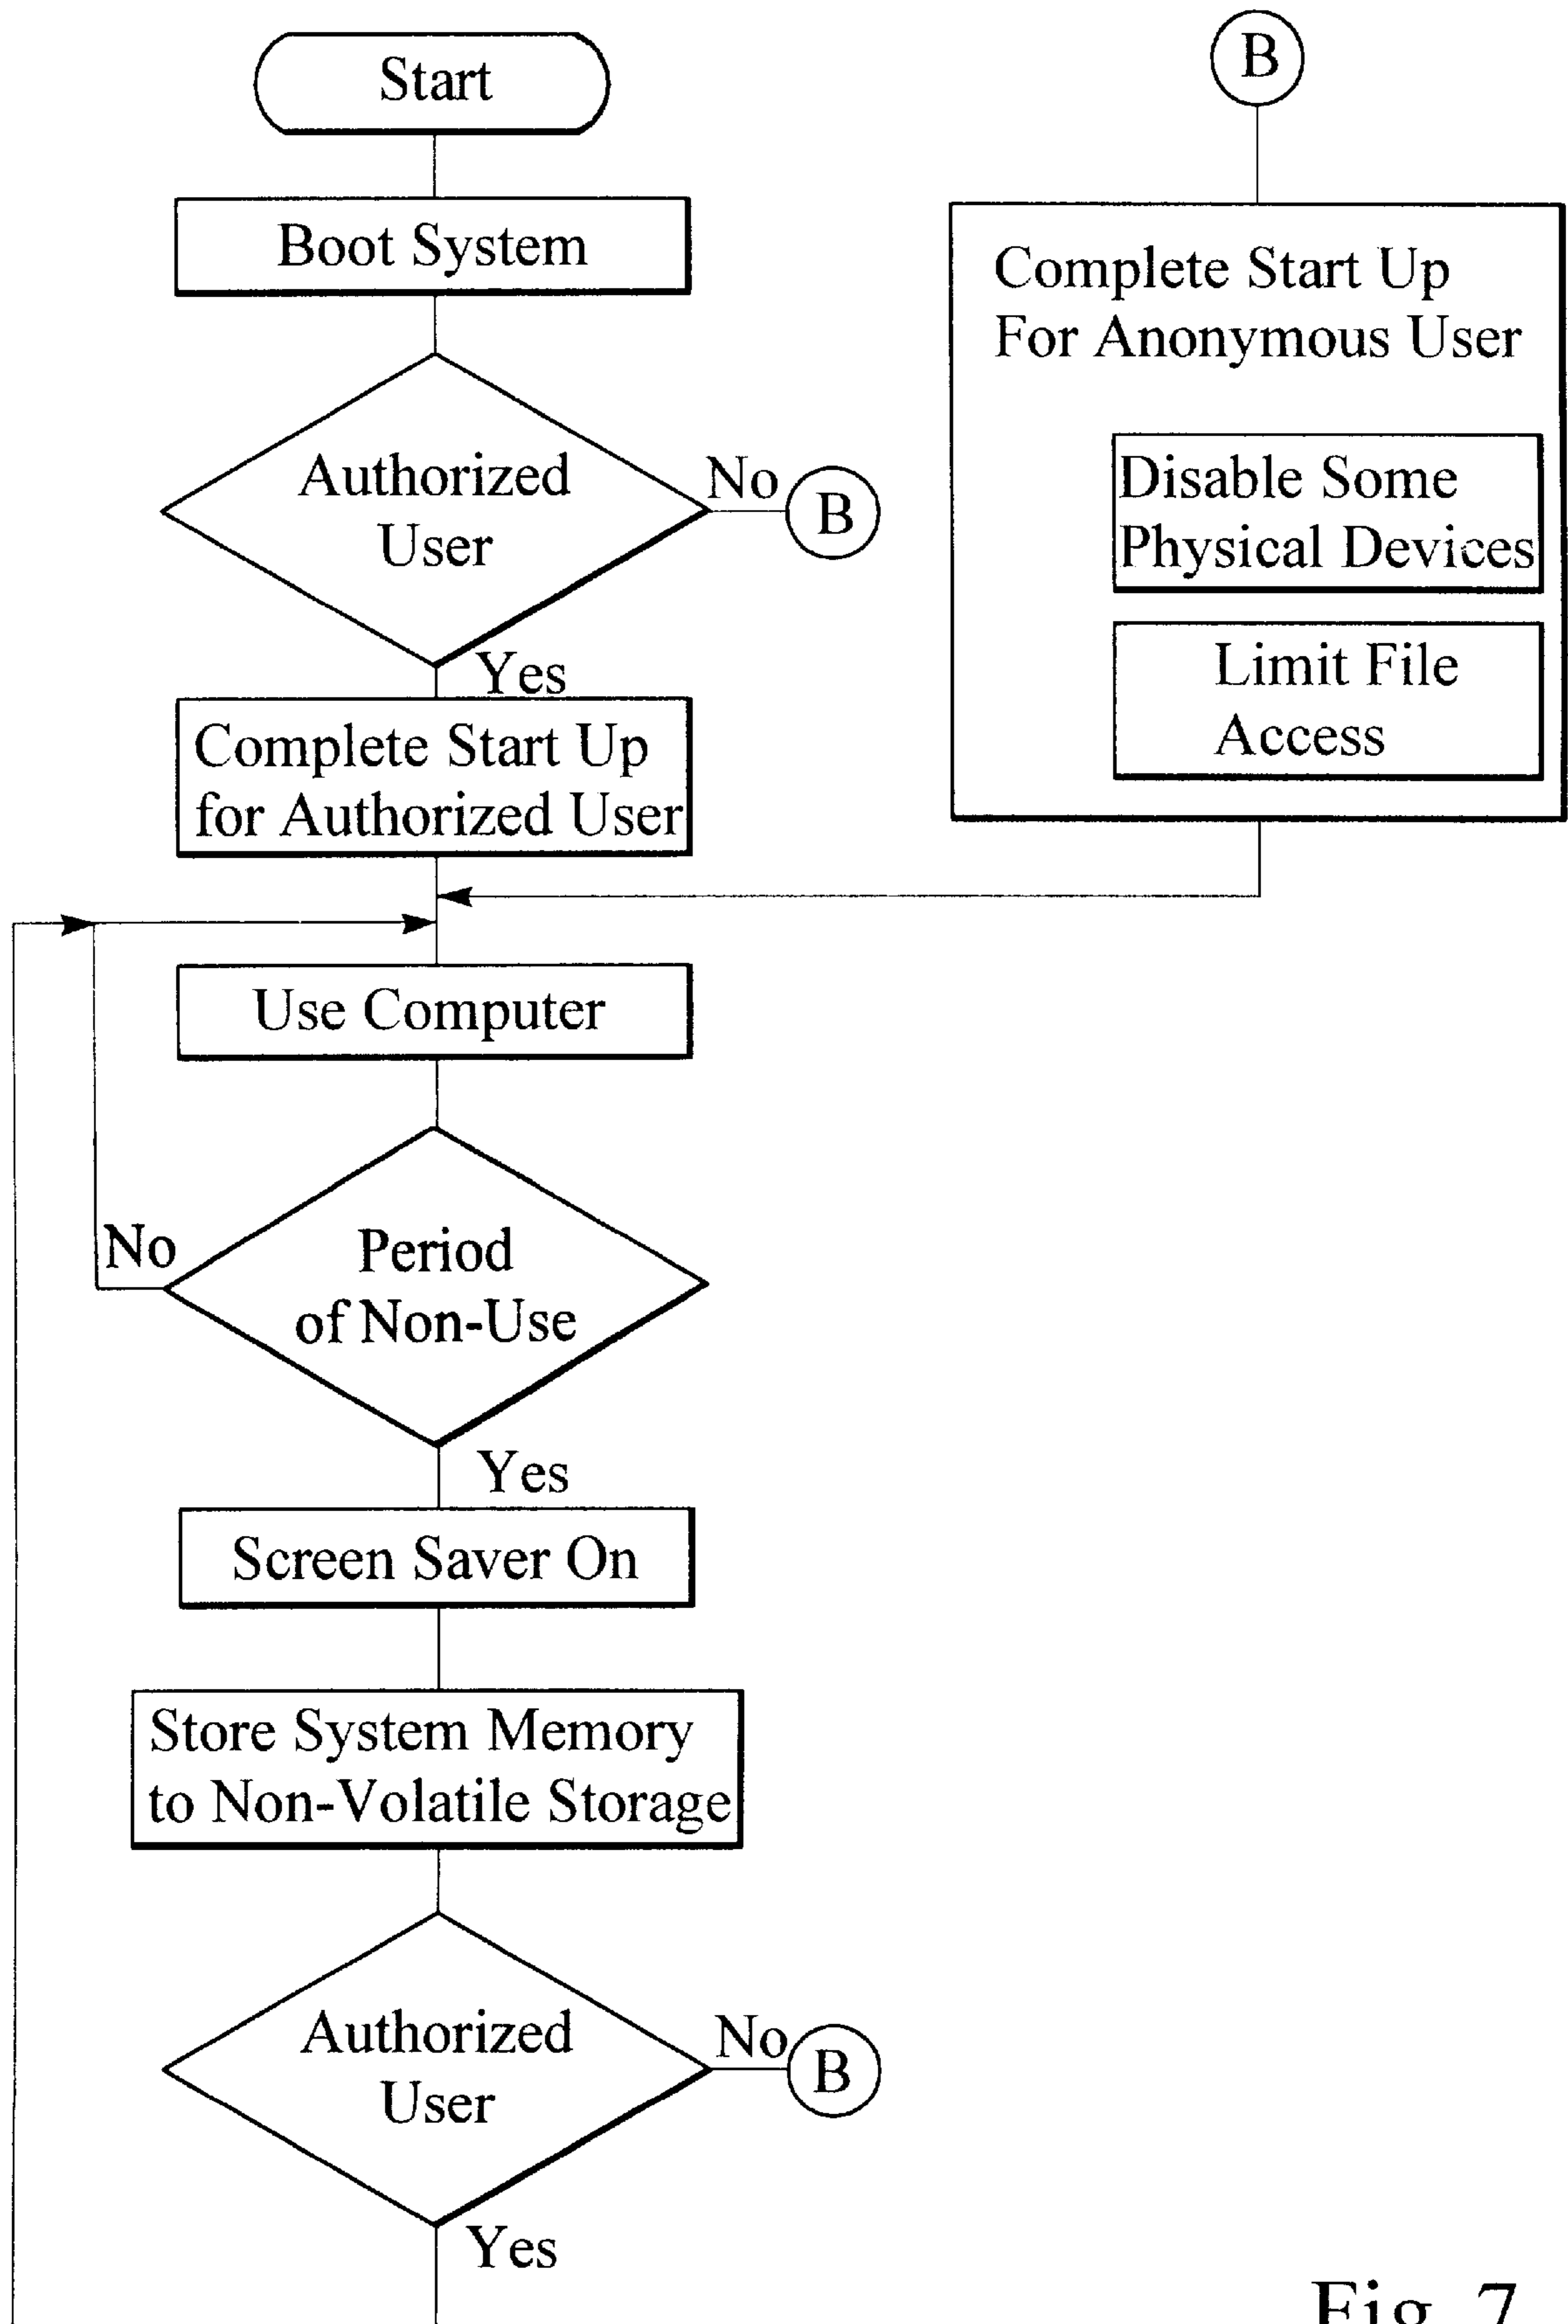 Start
Boot System
Authorized
User
No
B
Yes
Complete Start Up
for Authorized User
Use Computer
Period
of Non-Use
No
Yes
Screen Saver On
Store System Memory
to Non-Volatile Storage
Authorized
User
No
B
Yes
B
Complete Start Up
For Anonymous User
Disable Some
Physical Devices
Limit File
Access
Fig. 7